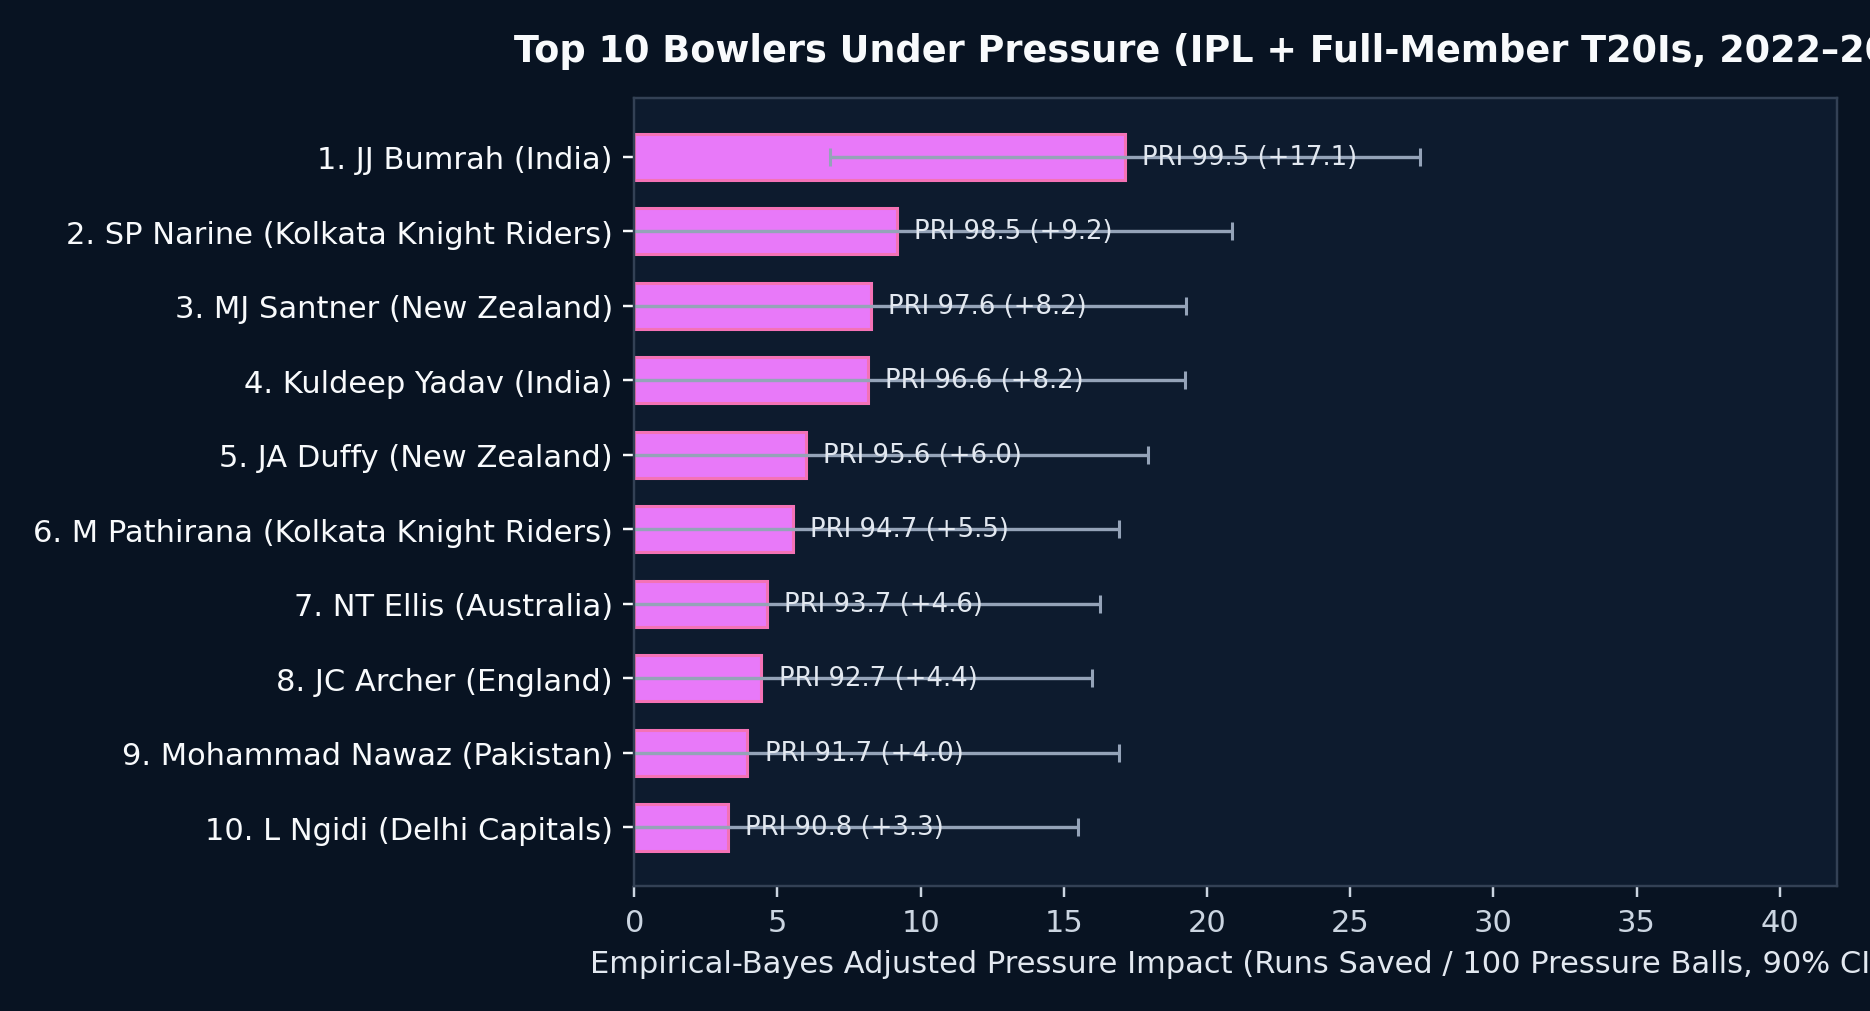 Top 10 Bowlers Under Pressure (IPL + Full-Member T20Is, 2022–20
1. JJ Bumrah (India)
PRI 99.5 (+17.1)
2. SP Narine (Kolkata Knight Riders)
PRI 98.5 (+9.2)
3. MJ Santner (New Zealand)
PRI 97.6 (+8.2)
4. Kuldeep Yadav (India)
PRI 96.6 (+8.2)
5. JA Duffy (New Zealand)
PRI 95.6 (+6.0)
6. M Pathirana (Kolkata Knight Riders)
PRI 94.7 (+5.5)
7. NT Ellis (Australia)
PRI 93.7 (+4.6)
8. JC Archer (England)
PRI 92.7 (+4.4)
9. Mohammad Nawaz (Pakistan)
PRI 91.7 (+4.0)
10. L Ngidi (Delhi Capitals)
PRI 90.8 (+3.3)
0 5 10 15 20 25 30 35 40
Empirical-Bayes Adjusted Pressure Impact (Runs Saved / 100 Pressure Balls, 90% CI